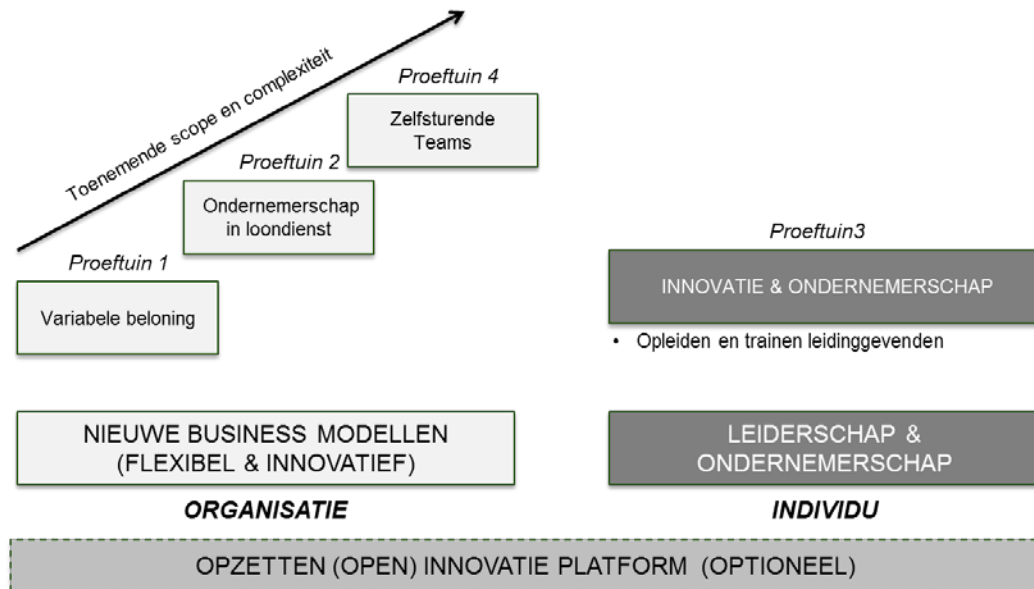 Toenemende scope en complexiteit
Proeftuin 4
Zelfsturende
Teams
Proeftuin 2
Ondernemerschap
in loondienst
Proeftuin 1
Variabele beloning
Proeftuin3
INNOVATIE & ONDERNEMERSCHAP
• Opleiden en trainen leidinggevenden
NIEUWE BUSINESS MODELLEN
(FLEXIBEL & INNOVATIEF)
ORGANISATIE
LEIDERSCHAP &
ONDERNEMERSCHAP
INDIVIDU
OPZETTEN (OPEN) INNOVATIE PLATFORM (OPTIONEEL)